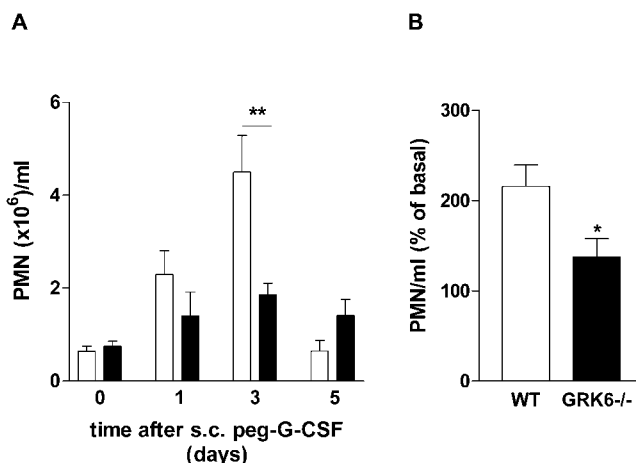 A
PMN (x10⁶)/ml
6
4
2
0
**
0 1 3 5
time after s.c. peg-G-CSF
(days)
B
PMN/ml (% of basal)
300
200
100
0
*
WT GRK6-/-